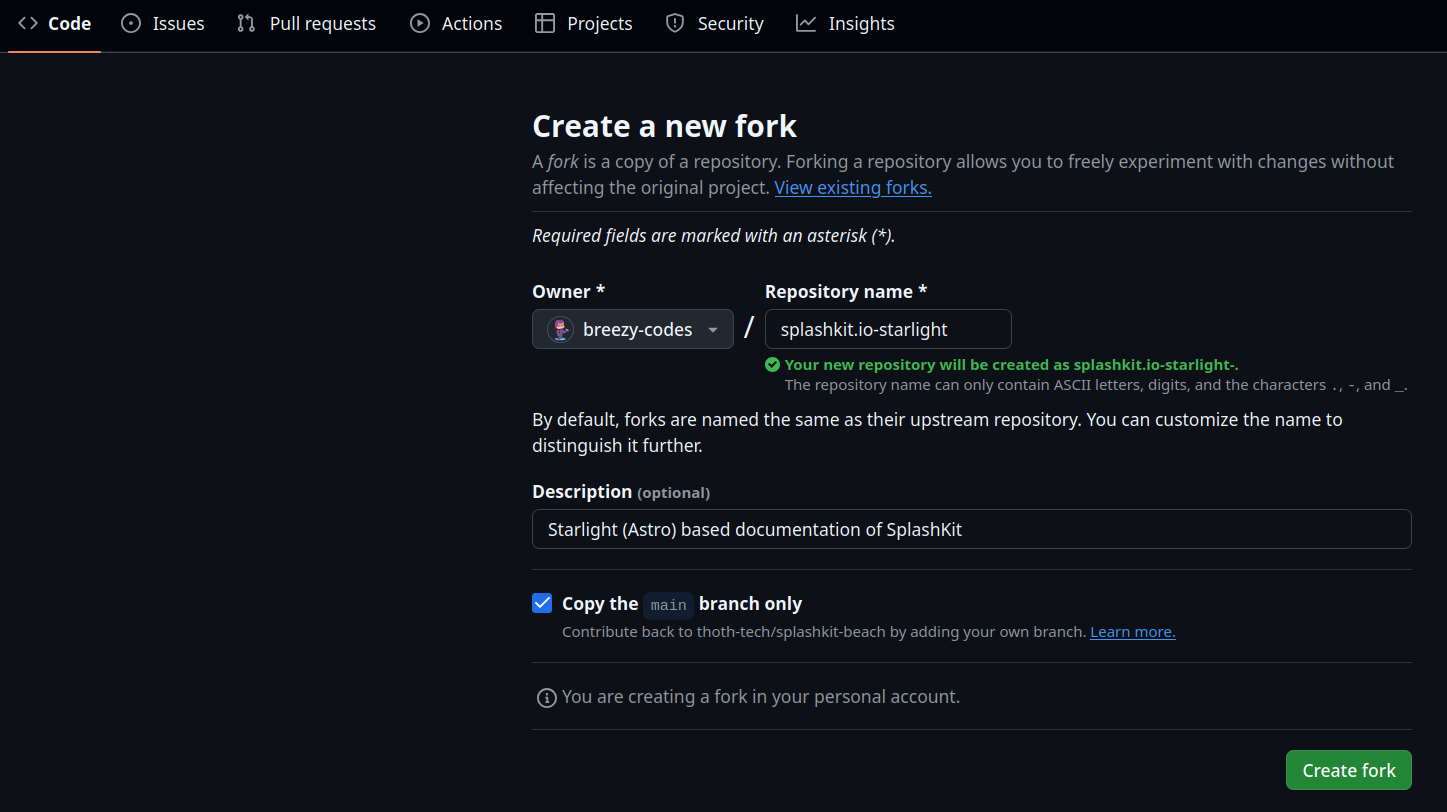 Code Issues Pull requests Actions Projects Security Insights
Create a new fork
A fork is a copy of a repository. Forking a repository allows you to freely experiment with changes without
affecting the original project. View existing forks.
Required fields are marked with an asterisk (*).
Owner * Repository name *
breezy-codes / splashkit.io-starlight
Your new repository will be created as splashkit.io-starlight-.
The repository name can only contain ASCII letters, digits, and the characters ., -, and _.
By default, forks are named the same as their upstream repository. You can customize the name to
distinguish it further.
Description (optional)
Starlight (Astro) based documentation of SplashKit
Copy the main branch only
Contribute back to thoth-tech/splashkit-beach by adding your own branch. Learn more.
You are creating a fork in your personal account.
Create fork